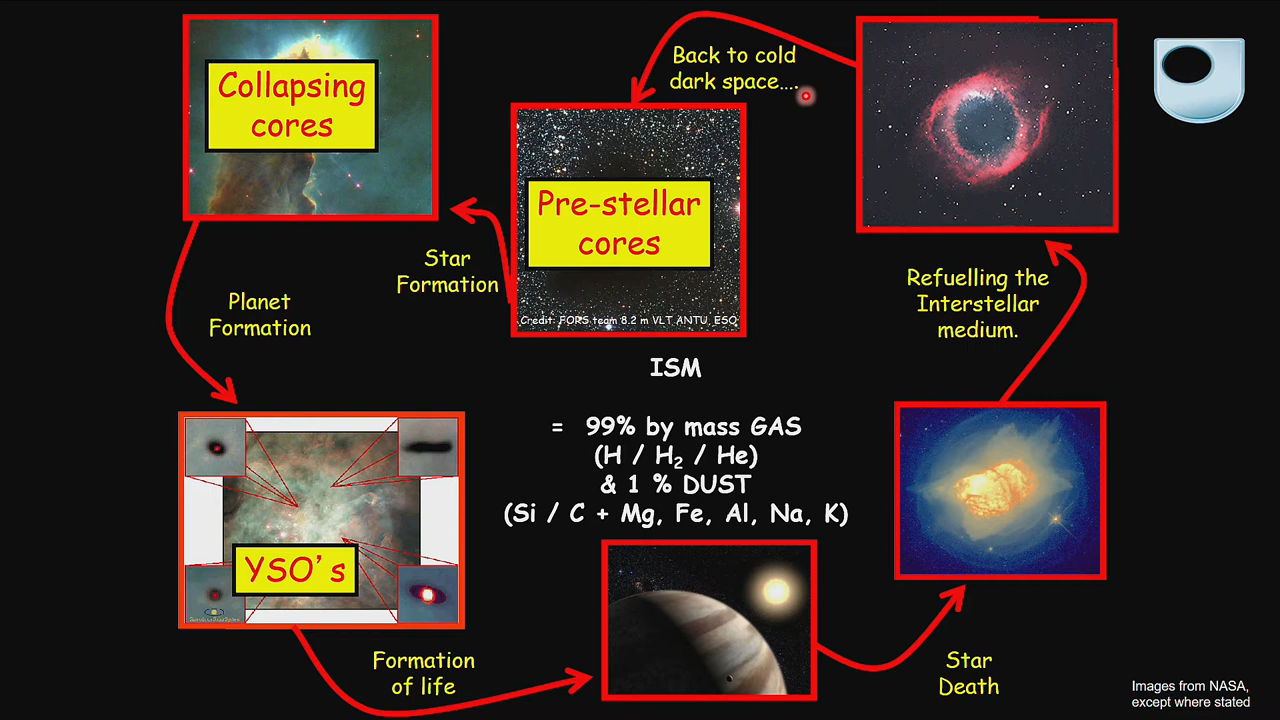 Collapsing
cores
Back to cold
dark space....
Pre-stellar
cores
Credit: FORS team 8.2 m VLT ANTU, ESO
Star
Formation
Planet
Formation
Refuelling the
Interstellar
medium.
ISM
= 99% by mass GAS
(H / H₂ / He)
& 1 % DUST
(Si / C + Mg, Fe, Al, Na, K)
YSO's
Formation
of life
Star
Death
Images from NASA,
except where stated